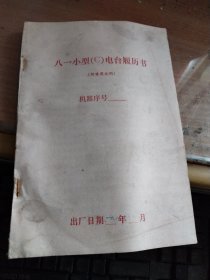 八一小型( )电台履历书
机器序号
出厂日期 年 月